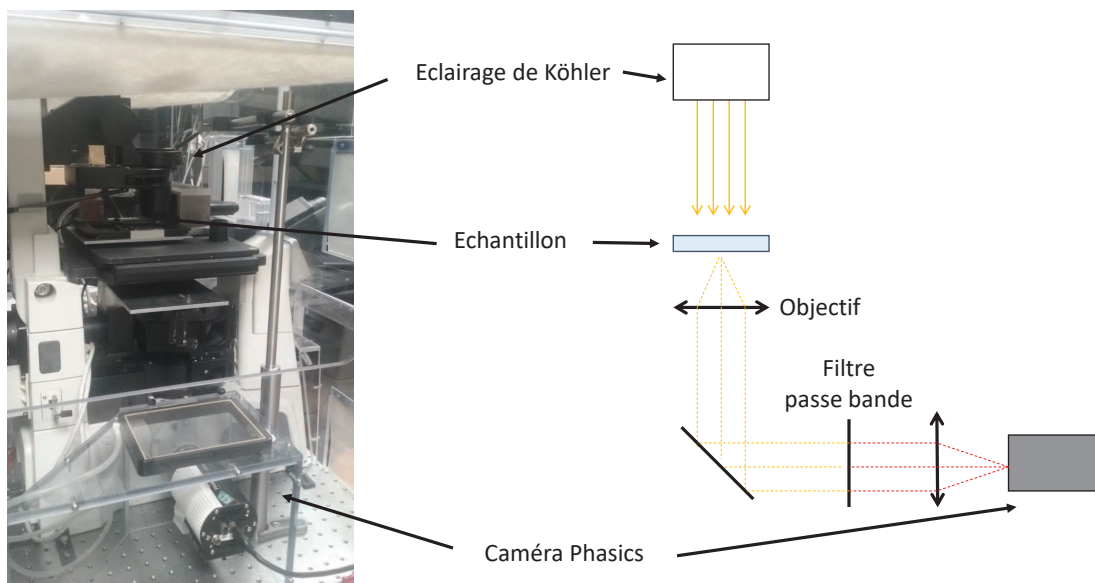 Eclairage de Köhler
Echantillon
Objectif
Filtre
passe bande
Caméra Phasics